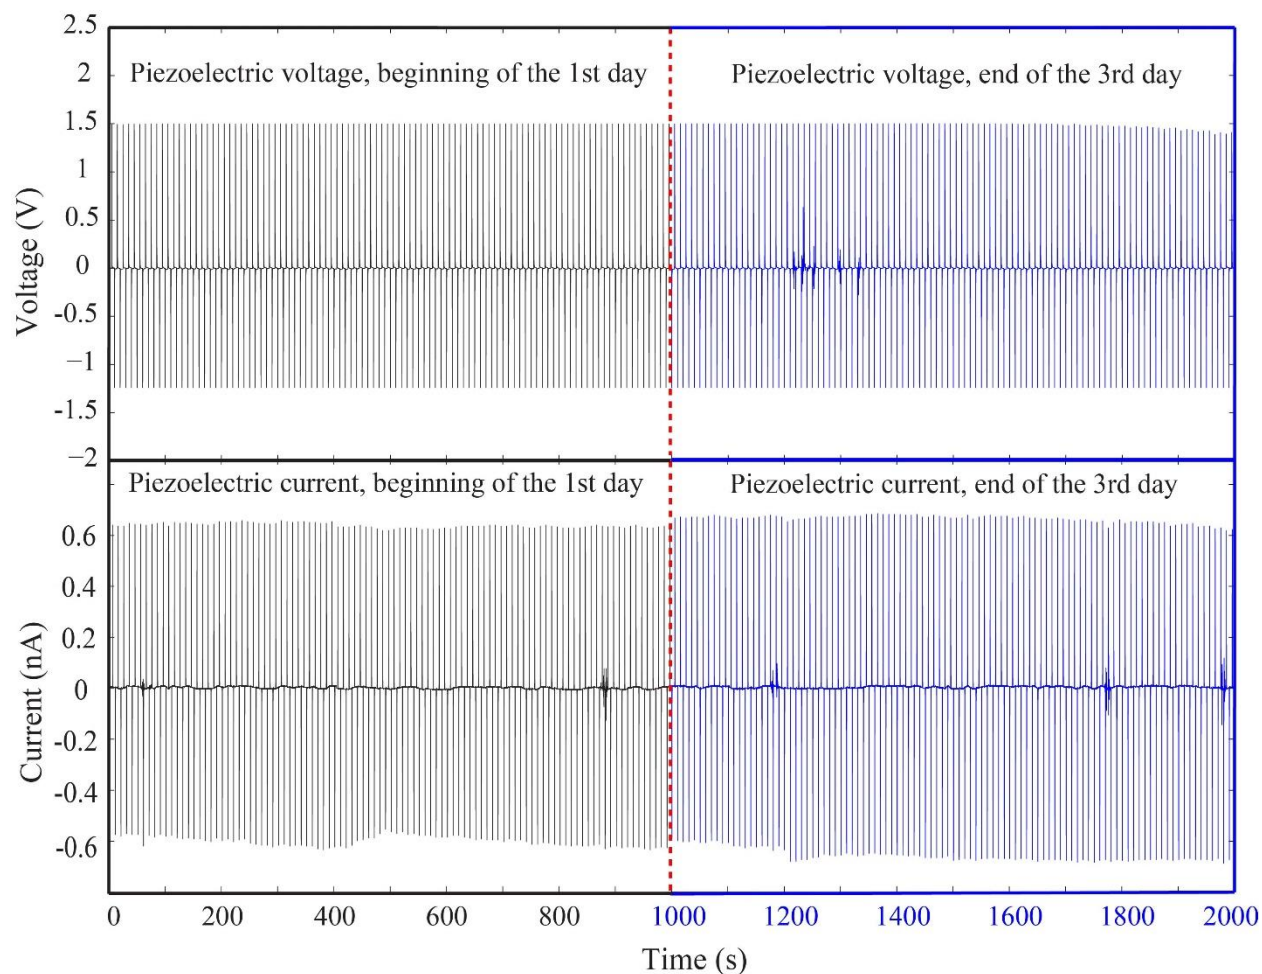 2.5
Piezoelectric voltage, beginning of the 1st day
Piezoelectric voltage, end of the 3rd day
2
1.5
1
0.5
0
-0.5
−1
-1.5
−2
Voltage (V)
Piezoelectric current, beginning of the 1st day
Piezoelectric current, end of the 3rd day
0.6
0.4
0.2
0
-0.2
-0.4
-0.6
Current (nA)
0 200 400 600 800 1000 1200 1400 1600 1800 2000
Time (s)